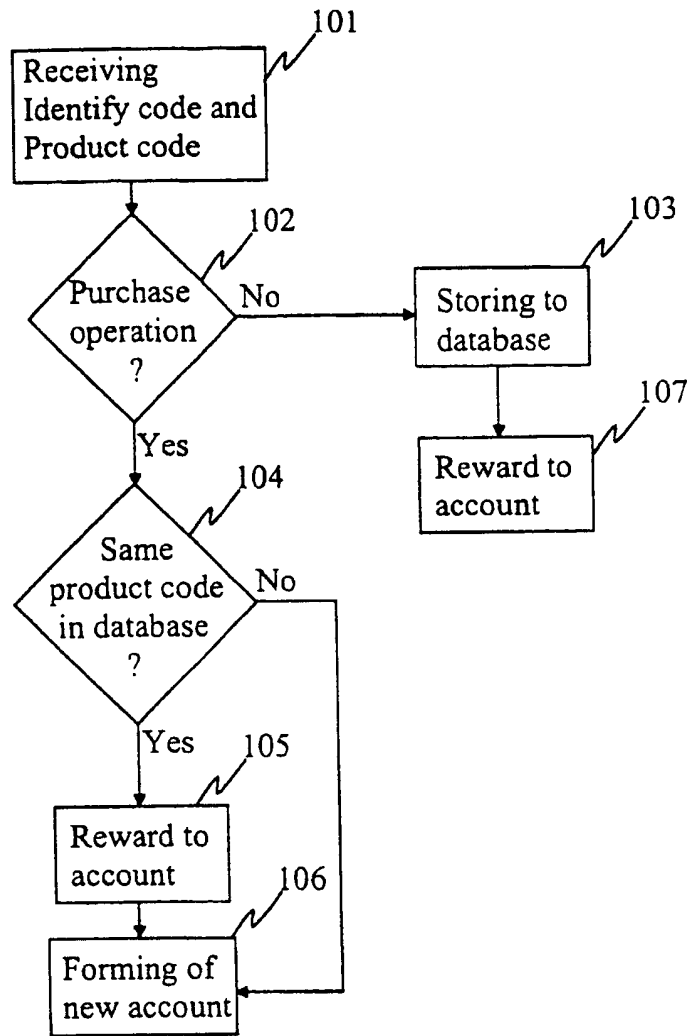 101
Receiving
Identify code and
Product code
102
Purchase
operation
?
No
103
Storing to
database
107
Reward to
account
Yes
104
Same
product code
in database
?
No
Yes
105
Reward to
account
106
Forming of
new account